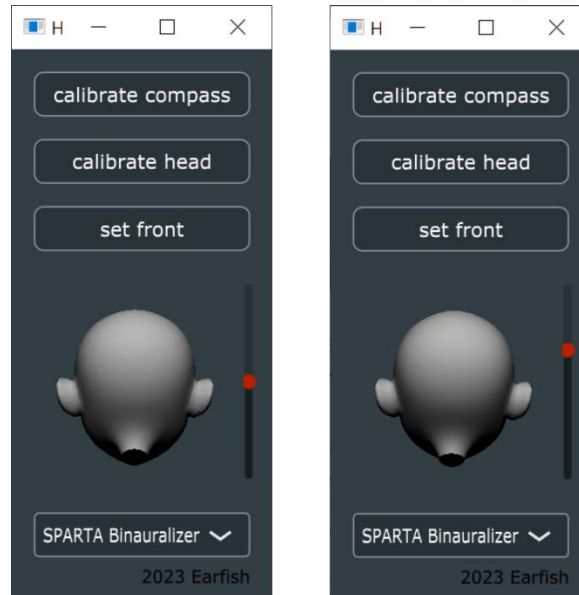 H
calibrate compass
calibrate head
set front
SPARTA Binauralizer
2023 Earfish
H
calibrate compass
calibrate head
set front
SPARTA Binauralizer
2023 Earfish